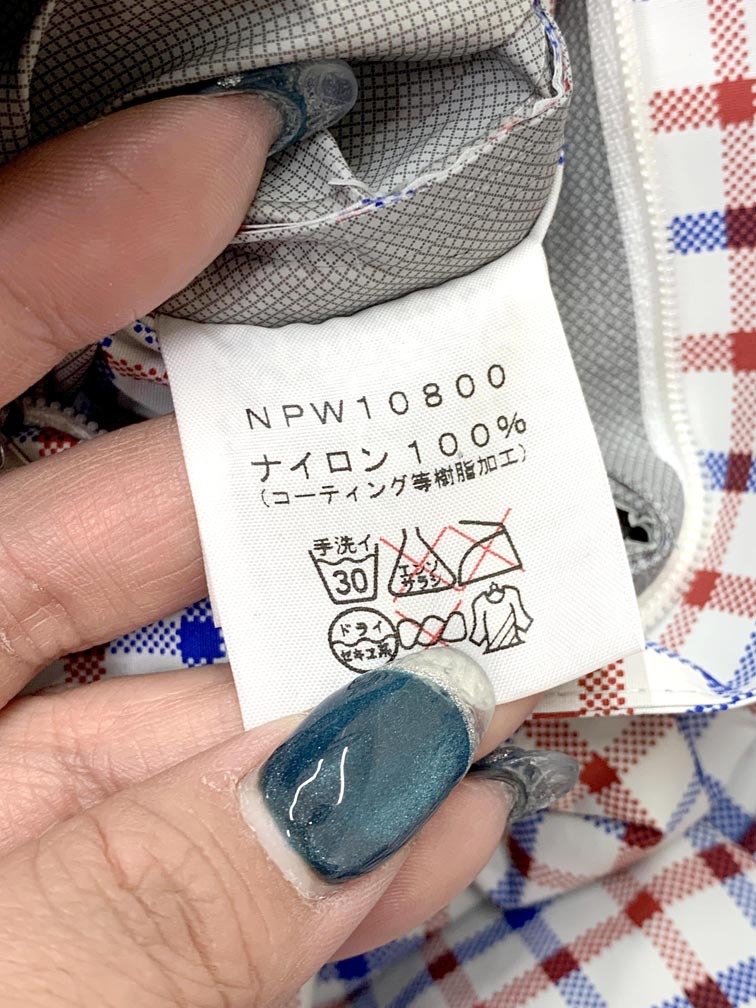 NPW10800
ナイロン100%
(コーティング等樹脂加工)
手洗イ
30
エンソ
サラシ
ドライ
セキユ系